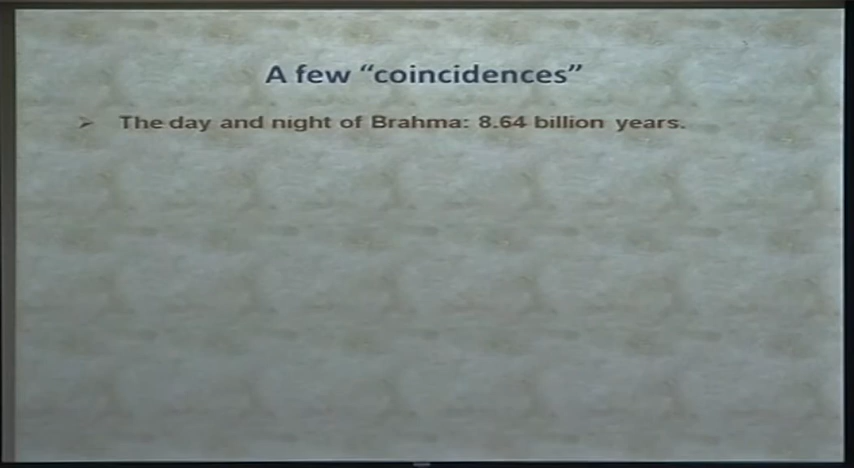 A few “coincidences”
➢ The day and night of Brahma: 8.64 billion years.